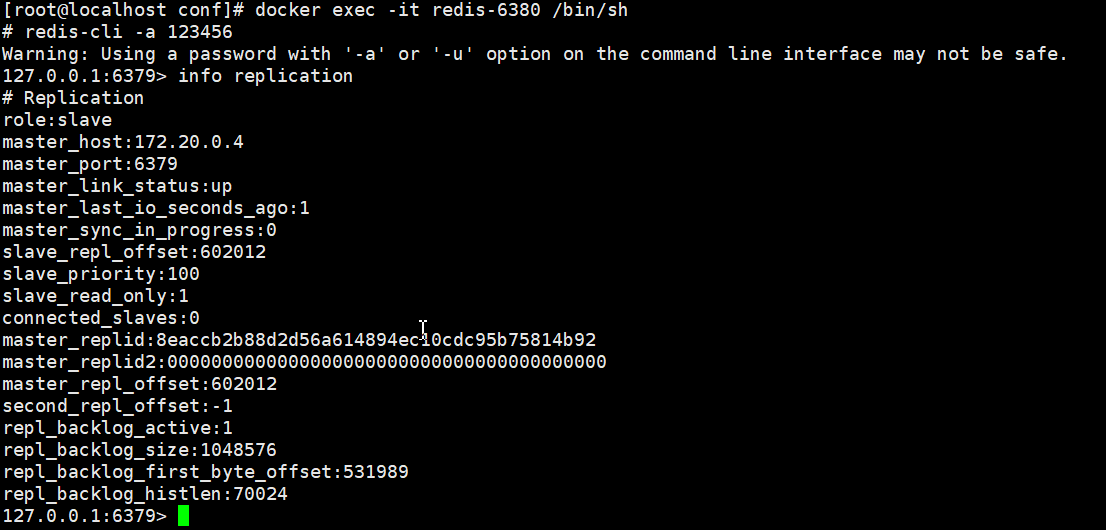 [root@localhost conf]# docker exec -it redis-6380 /bin/sh
# redis-cli -a 123456
Warning: Using a password with '-a' or '-u' option on the command line interface may not be safe.
127.0.0.1:6379> info replication
# Replication
role:slave
master_host:172.20.0.4
master_port:6379
master_link_status:up
master_last_io_seconds_ago:1
master_sync_in_progress:0
slave_repl_offset:602012
slave_priority:100
slave_read_only:1
connected_slaves:0
master_replid:8eaccb2b88d2d56a614894ec10cdc95b75814b92
master_replid2:0000000000000000000000000000000000000000
master_repl_offset:602012
second_repl_offset:-1
repl_backlog_active:1
repl_backlog_size:1048576
repl_backlog_first_byte_offset:531989
repl_backlog_histlen:70024
127.0.0.1:6379>